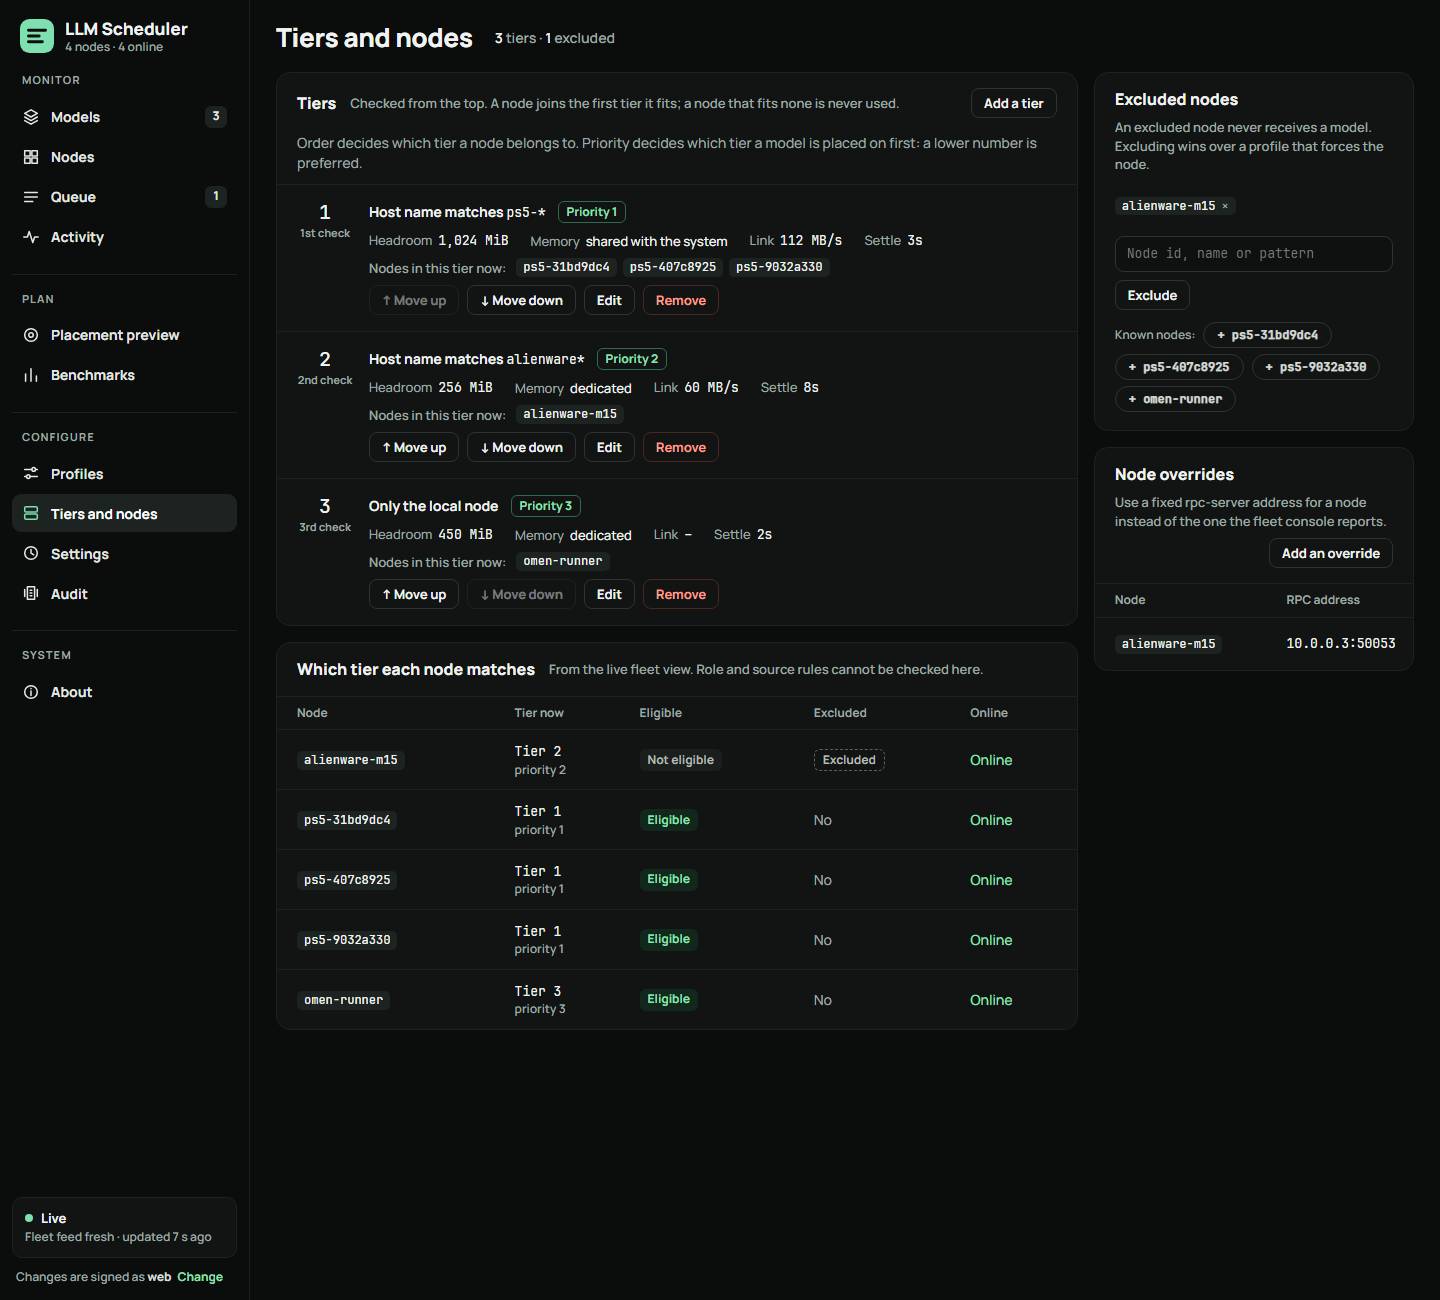 LLM Scheduler
4 nodes · 4 online
MONITOR
Models 3
Nodes
Queue 1
Activity
PLAN
Placement preview
Benchmarks
CONFIGURE
Profiles
Tiers and nodes
Settings
Audit
SYSTEM
About
Live
Fleet feed fresh · updated 7 s ago
Changes are signed as web Change
Tiers and nodes 3 tiers · 1 excluded
Tiers Checked from the top. A node joins the first tier it fits; a node that fits none is never used. Add a tier
Order decides which tier a node belongs to. Priority decides which tier a model is placed on first: a lower number is
preferred.
1 Host name matches ps5-* Priority 1
1st check
Headroom 1,024 MiB Memory shared with the system Link 112 MB/s Settle 3s
Nodes in this tier now: ps5-31bd9dc4 ps5-407c8925 ps5-9032a330
↑ Move up ↓ Move down Edit Remove
2 Host name matches alienware* Priority 2
2nd check
Headroom 256 MiB Memory dedicated Link 60 MB/s Settle 8s
Nodes in this tier now: alienware-m15
↑ Move up ↓ Move down Edit Remove
3 Only the local node Priority 3
3rd check
Headroom 450 MiB Memory dedicated Link – Settle 2s
Nodes in this tier now: omen-runner
↑ Move up ↓ Move down Edit Remove
Which tier each node matches From the live fleet view. Role and source rules cannot be checked here.
Node Tier now Eligible Excluded Online
alienware-m15 Tier 2 Not eligible Excluded Online
priority 2
ps5-31bd9dc4 Tier 1 Eligible No Online
priority 1
ps5-407c8925 Tier 1 Eligible No Online
priority 1
ps5-9032a330 Tier 1 Eligible No Online
priority 1
omen-runner Tier 3 Eligible No Online
priority 3
Excluded nodes
An excluded node never receives a model.
Excluding wins over a profile that forces the
node.
alienware-m15 ×
Node id, name or pattern
Exclude
Known nodes: + ps5-31bd9dc4
+ ps5-407c8925 + ps5-9032a330
+ omen-runner
Node overrides
Use a fixed rpc-server address for a node
instead of the one the fleet console reports.
Add an override
Node RPC address
alienware-m15 10.0.0.3:50053